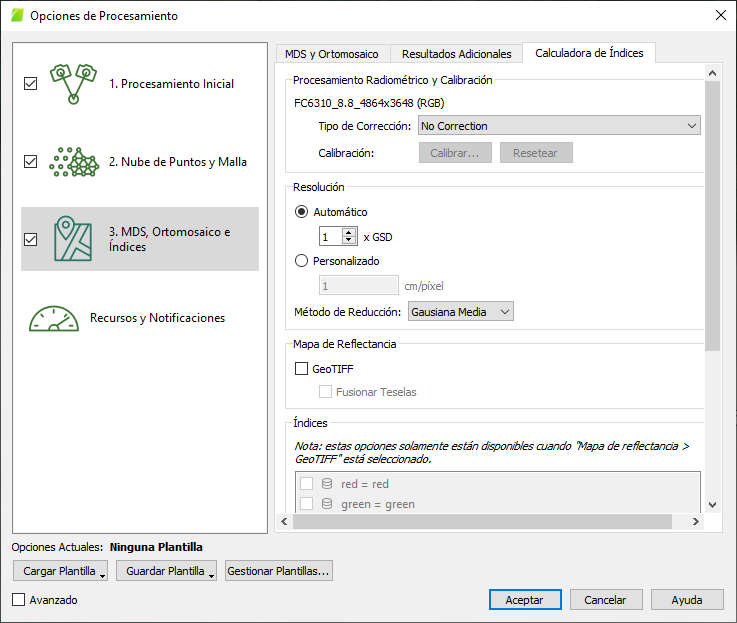 Opciones de Procesamiento
1. Procesamiento Inicial
2. Nube de Puntos y Malla
3. MDS, Ortomosaico e
Índices
Recursos y Notificaciones
MDS y Ortomosaico
Resultados Adicionales
Calculadora de Índices
Procesamiento Radiométrico y Calibración
FC6310_8.8_4864x3648 (RGB)
Tipo de Corrección:
No Correction
Calibración:
Calibrar...
Resetear
Resolución
Automático
1
x GSD
Personalizado
1
cm/píxel
Método de Reducción:
Gausiana Media
Mapa de Reflectancia
GeoTIFF
Fusionar Teselas
Índices
Nota: estas opciones solamente están disponibles cuando "Mapa de reflectancia >
GeoTIFF" está seleccionado.
red = red
green = green
Opciones Actuales: Ninguna Plantilla
Cargar Plantilla
Guardar Plantilla
Gestionar Plantillas...
Avanzado
Aceptar
Cancelar
Ayuda